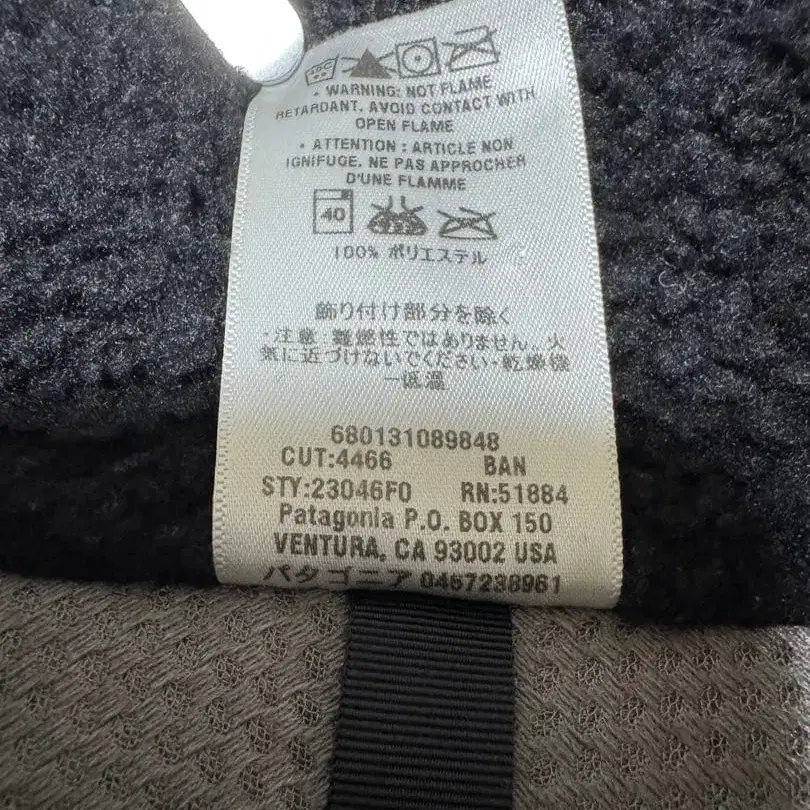 • WARNING: NOT FLAME
RETARDANT. AVOID CONTACT WITH
OPEN FLAME
• ATTENTION : ARTICLE NON
IGNIFUGE. NE PAS APPROCHER
D'UNE FLAMME
40
100% ポリエステル
飾り付け部分を除く
・注意:難燃性ではありません。火
気に近づけないでください・乾燥機
－低温
680131089848
CUT:4466 BAN
STY:23046F0 RN:51884
Patagonia P.O. BOX 150
VENTURA, CA 93002 USA
パタゴニア 0467238961